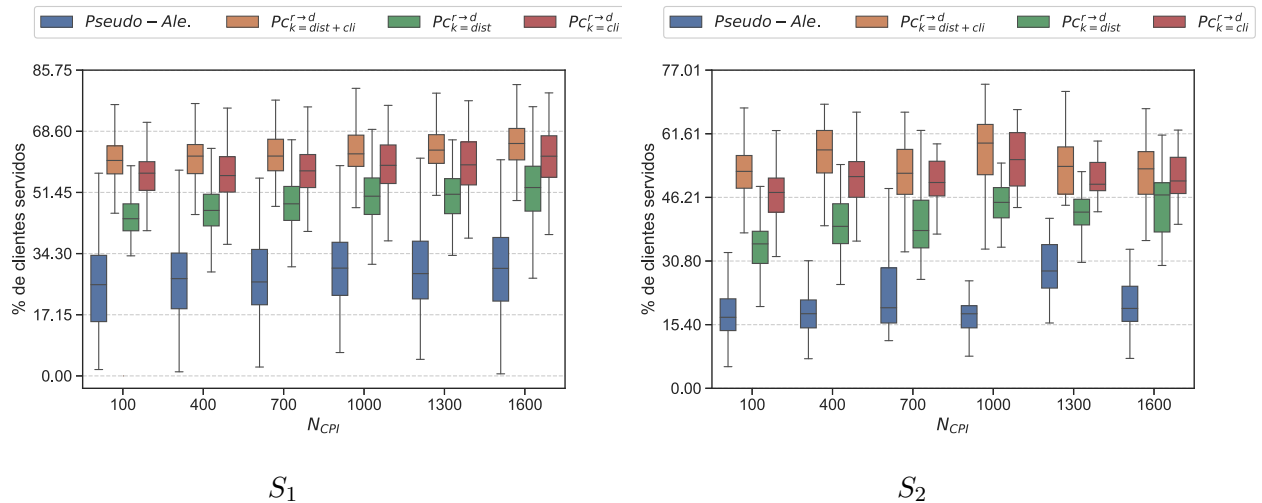 Pseudo − Ale. Pc^{r→d}_{k=dist+cli} Pc^{r→d}_{k=dist} Pc^{r→d}_{k=cli}
85.75
68.60
51.45
34.30
17.15
0.00
% de clientes servidos
100 400 700 1000 1300 1600
N_{CPI}
S_1
Pseudo − Ale. Pc^{r→d}_{k=dist+cli} Pc^{r→d}_{k=dist} Pc^{r→d}_{k=cli}
77.01
61.61
46.21
30.80
15.40
0.00
% de clientes servidos
100 400 700 1000 1300 1600
N_{CPI}
S_2